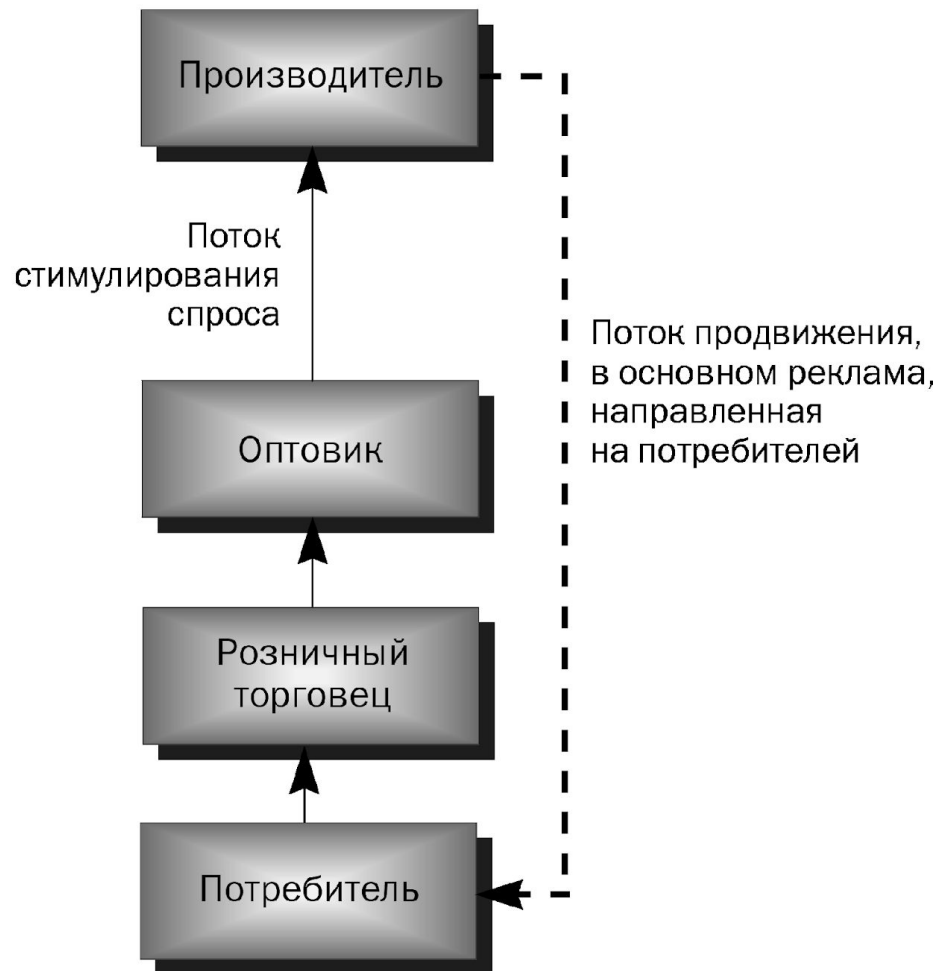 Производитель
Поток
стимулирования
спроса
Поток продвижения,
в основном реклама,
направленная
на потребителей
Оптовик
Розничный
торговец
Потребитель